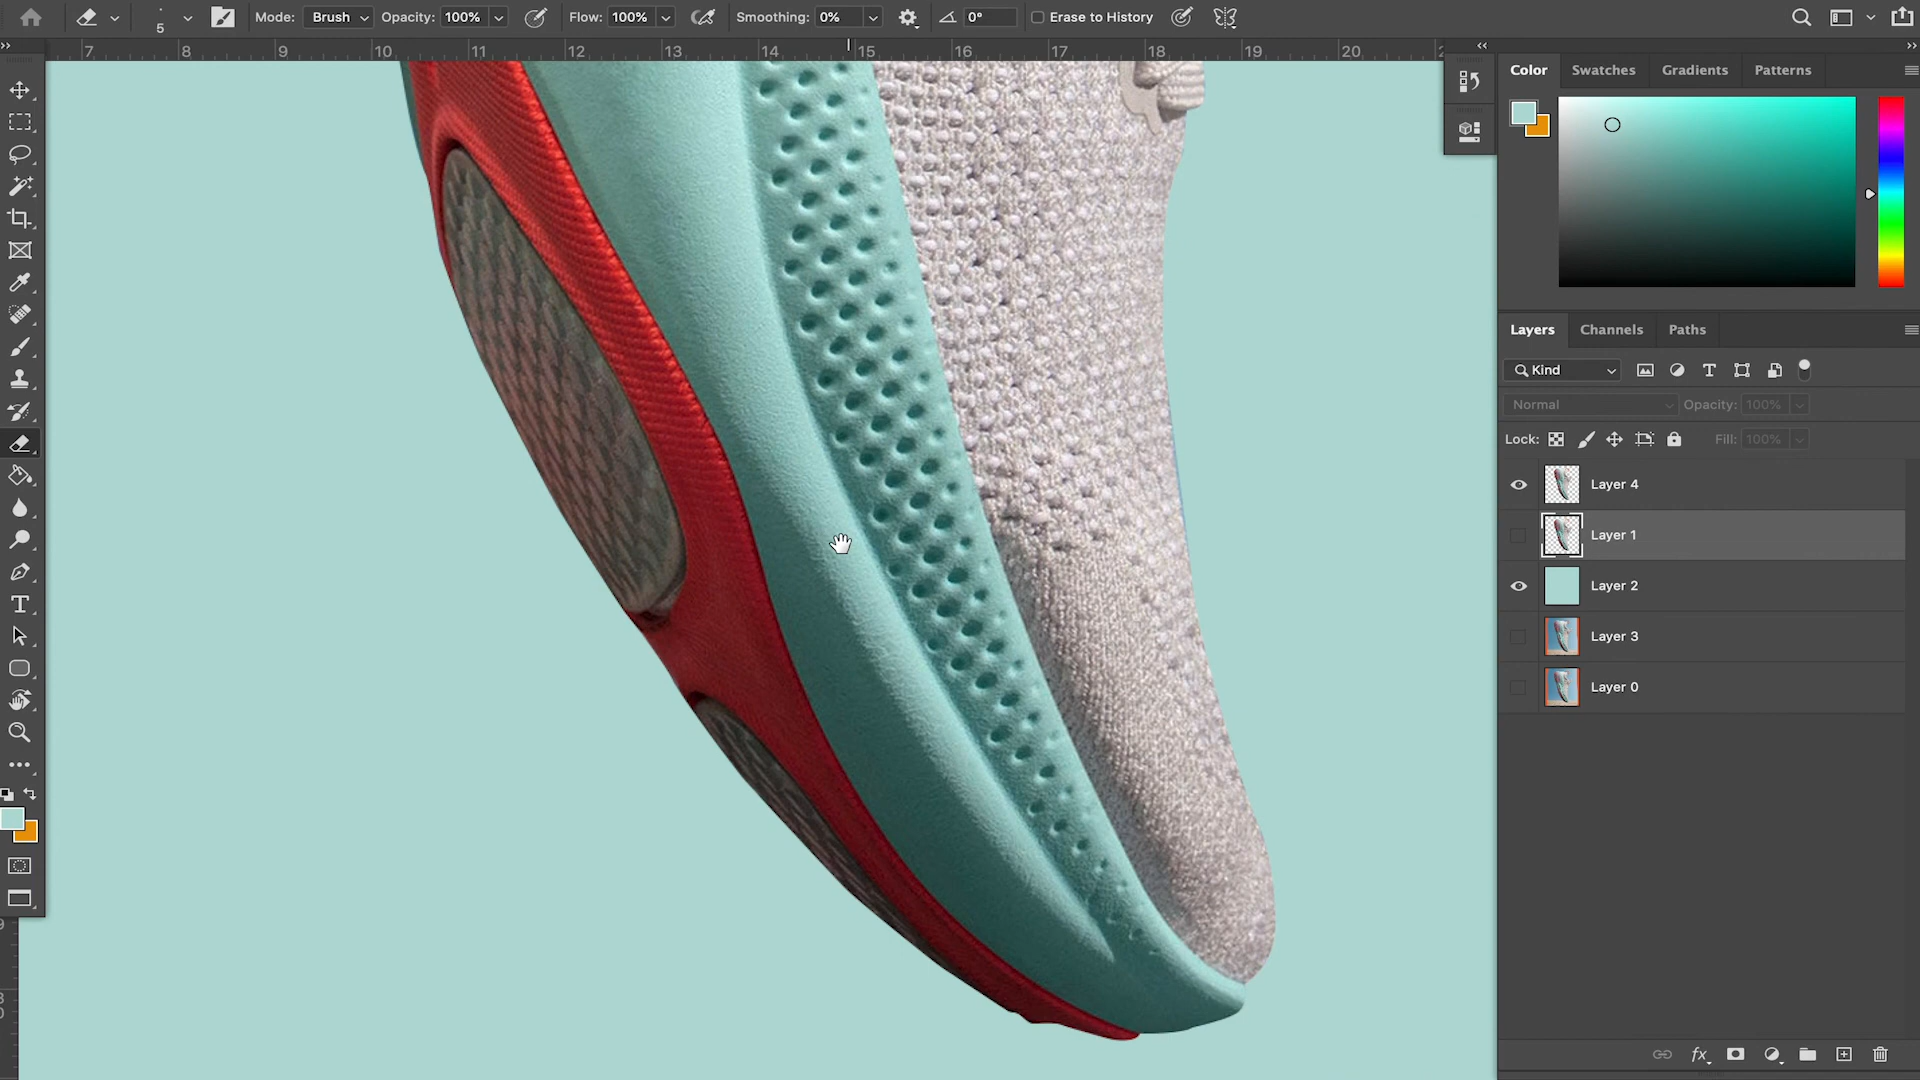 5 Mode: Brush Opacity: 100% Flow: 100% Smoothing: 0% 0° Erase to History
7 8 9 10 11 12 13 14 15 16 17 18 19 20
Color Swatches Gradients Patterns
Layers Channels Paths
Kind
Normal Opacity: 100%
Lock: Fill: 100%
Layer 4
Layer 1
Layer 2
Layer 3
Layer 0
fx